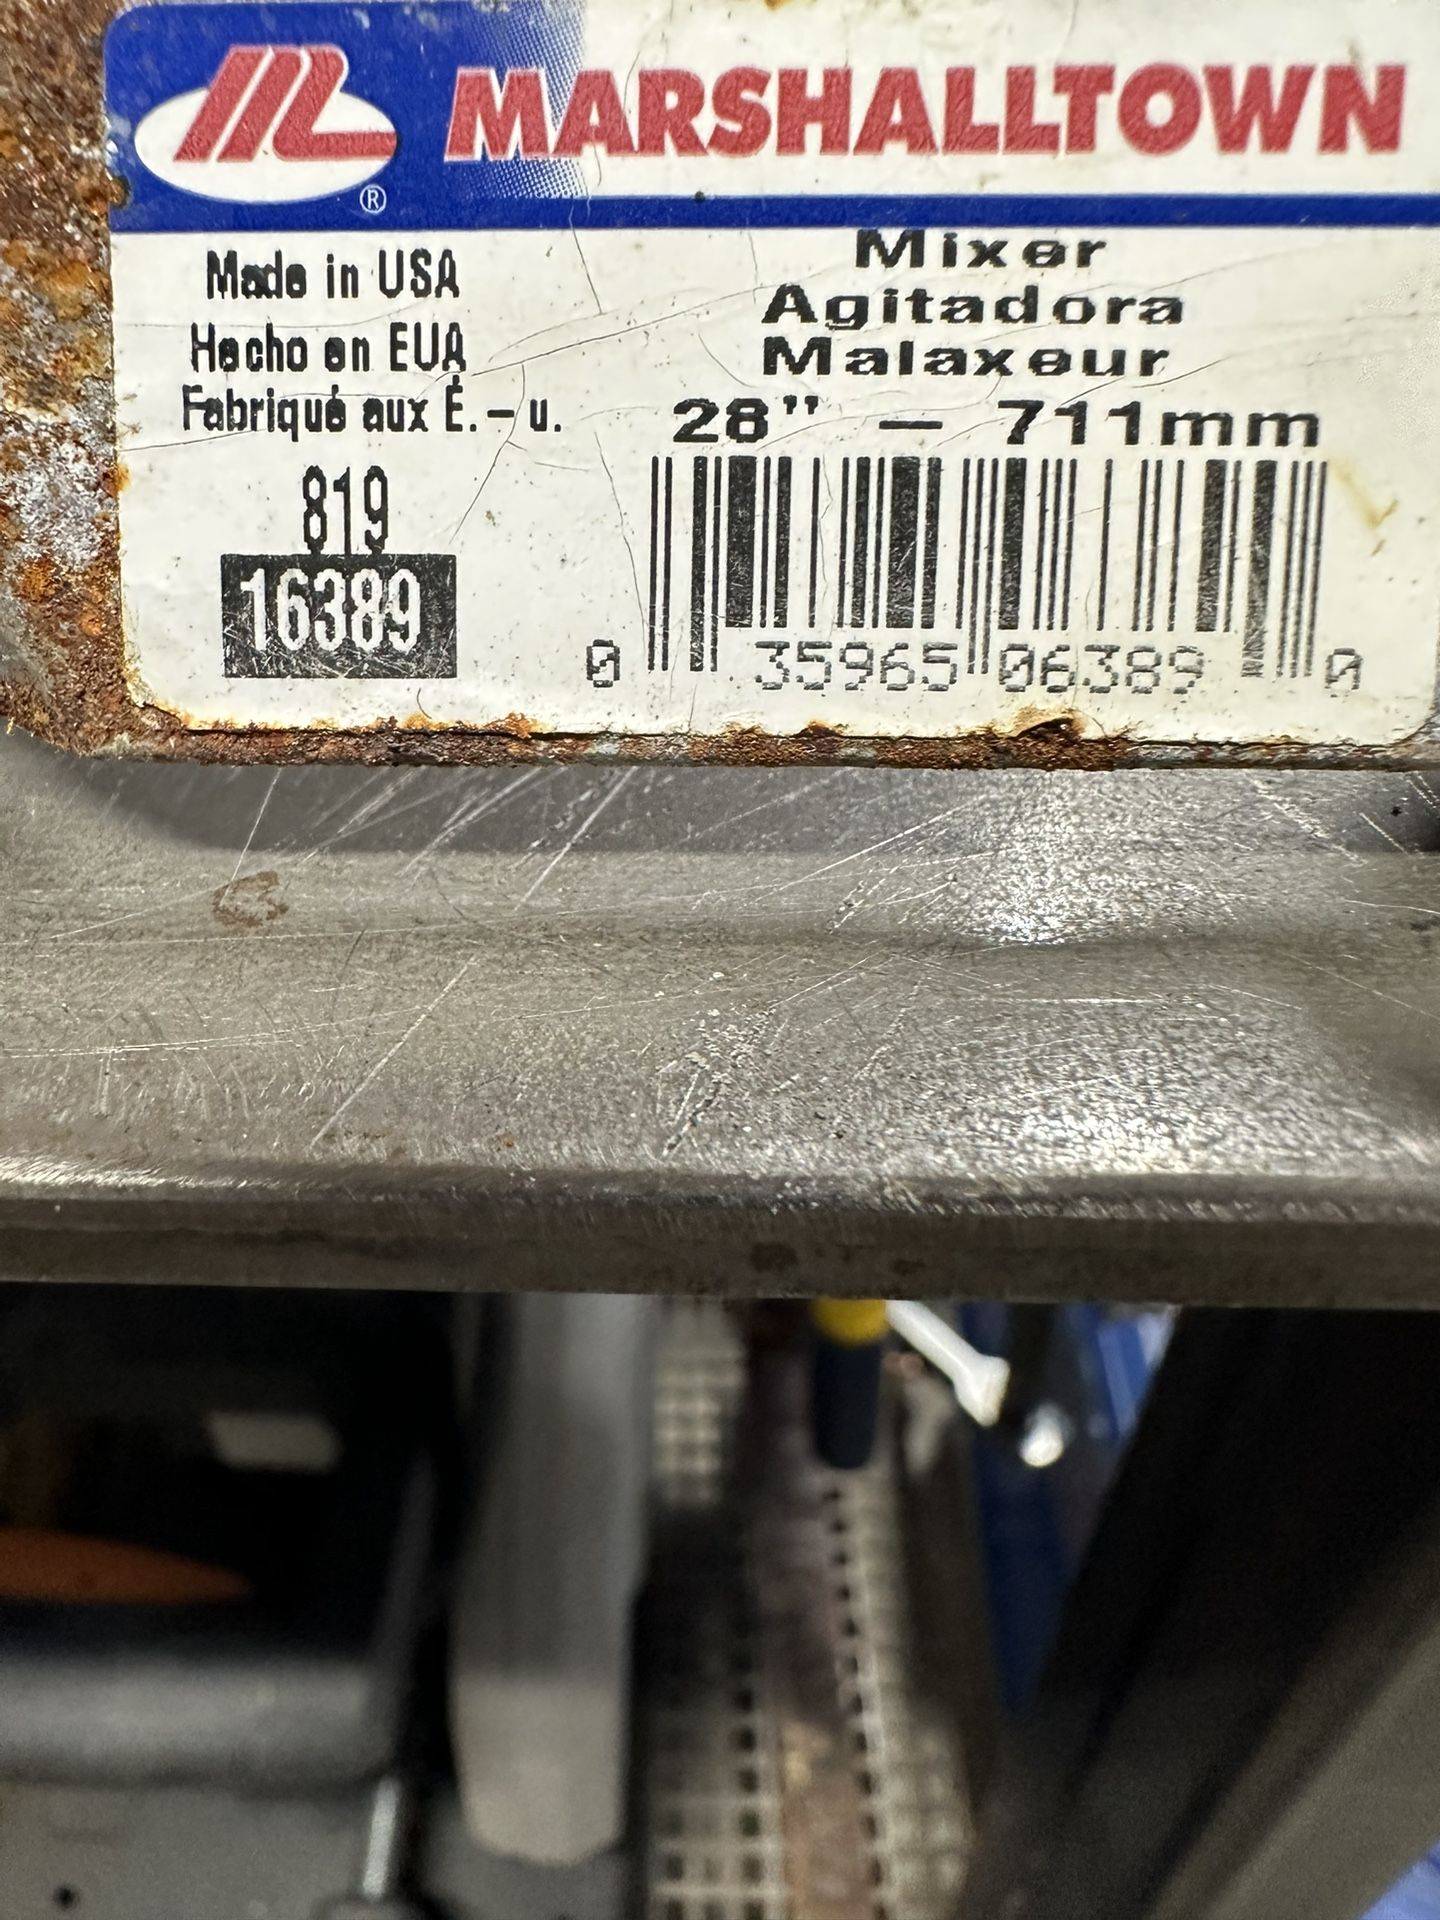 MARSHALLTOWN
®
Made in USA
Hecho en EUA
Fabriqué aux É.-u.
819
16389
Mixer
Agitadora
Malaxeur
28" — 711mm
0 35965 06389 0